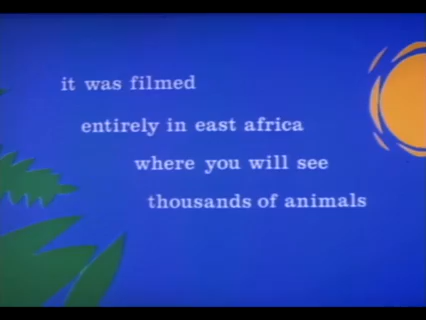 it was filmed
entirely in east africa
where you will see
thousands of animals